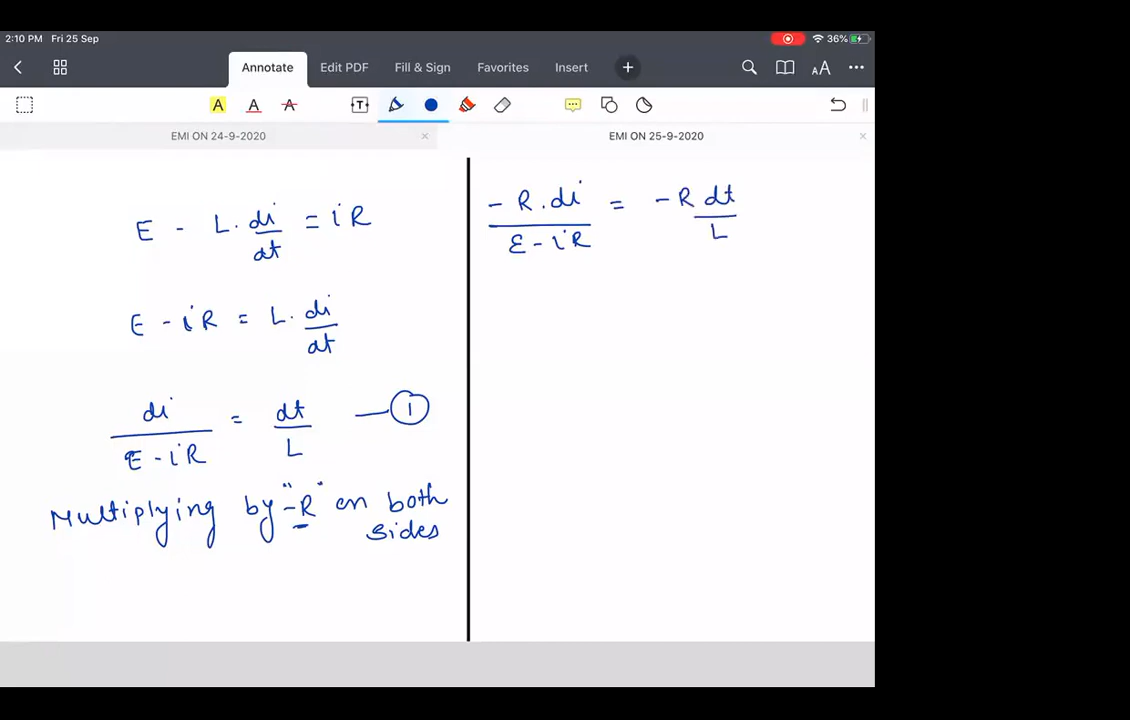 2:10 PM Fri 25 Sep
36%
Annotate Edit PDF Fill & Sign Favorites Insert
EMI ON 24-9-2020
EMI ON 25-9-2020
E - L. di/dt = iR
E - iR = L. di/dt
di/(E - iR) = dt/L — 1
Multiplying by "-R" on both
sides
-R.di/(E - iR) = -R dt/L